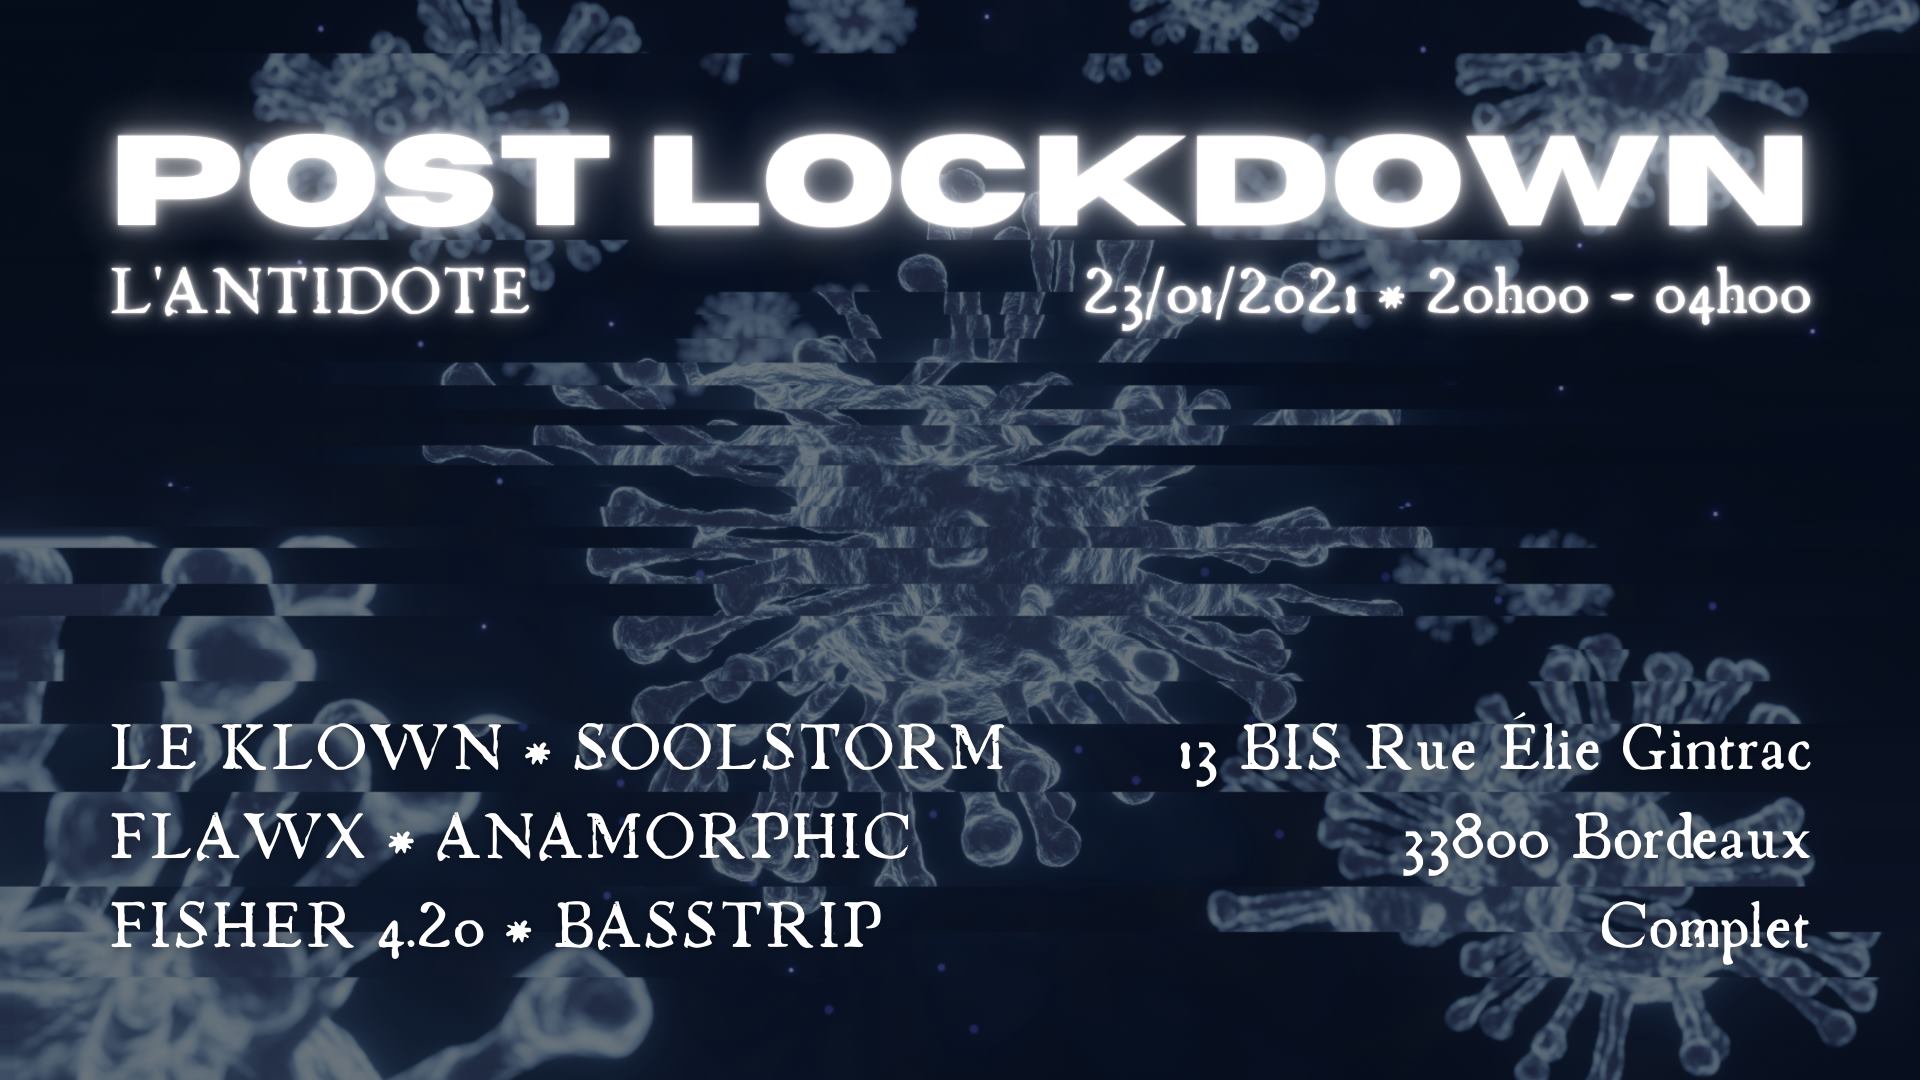 POST LOCKDOWN
L'ANTIDOTE
23/01/2021 * 20h00 - 04h00
LE KLOWN * SOOLSTORM
FLAWX * ANAMORPHIC
FISHER 4.20 * BASSTRIP
13 BIS Rue Élie Gintrac
33800 Bordeaux
Complet